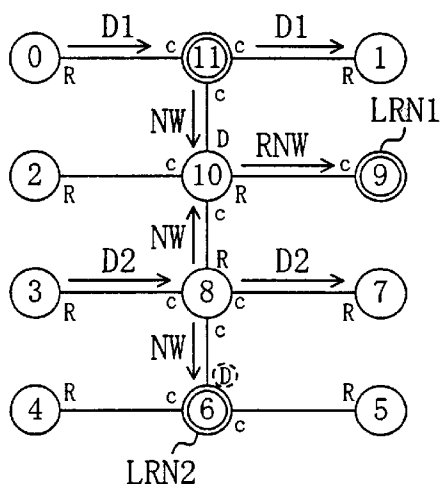 D1 D1
0 R c 11 c R 1
c LRN1
NW D RNW
2 R c 10 R c 9
NW c
D2 R D2
3 R c 8 c R 7
NW c
R D R
4 c 6 c 5
LRN2